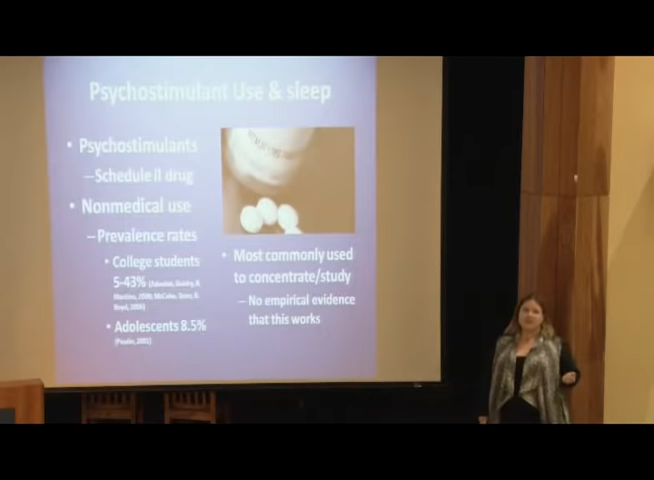 Psychostimulant Use & sleep
• Psychostimulants
–Schedule II drug
• Nonmedical use
–Prevalence rates
• College students
5-43%
• Adolescents 8.5%
• Most commonly used
to concentrate/study
– No empirical evidence
that this works